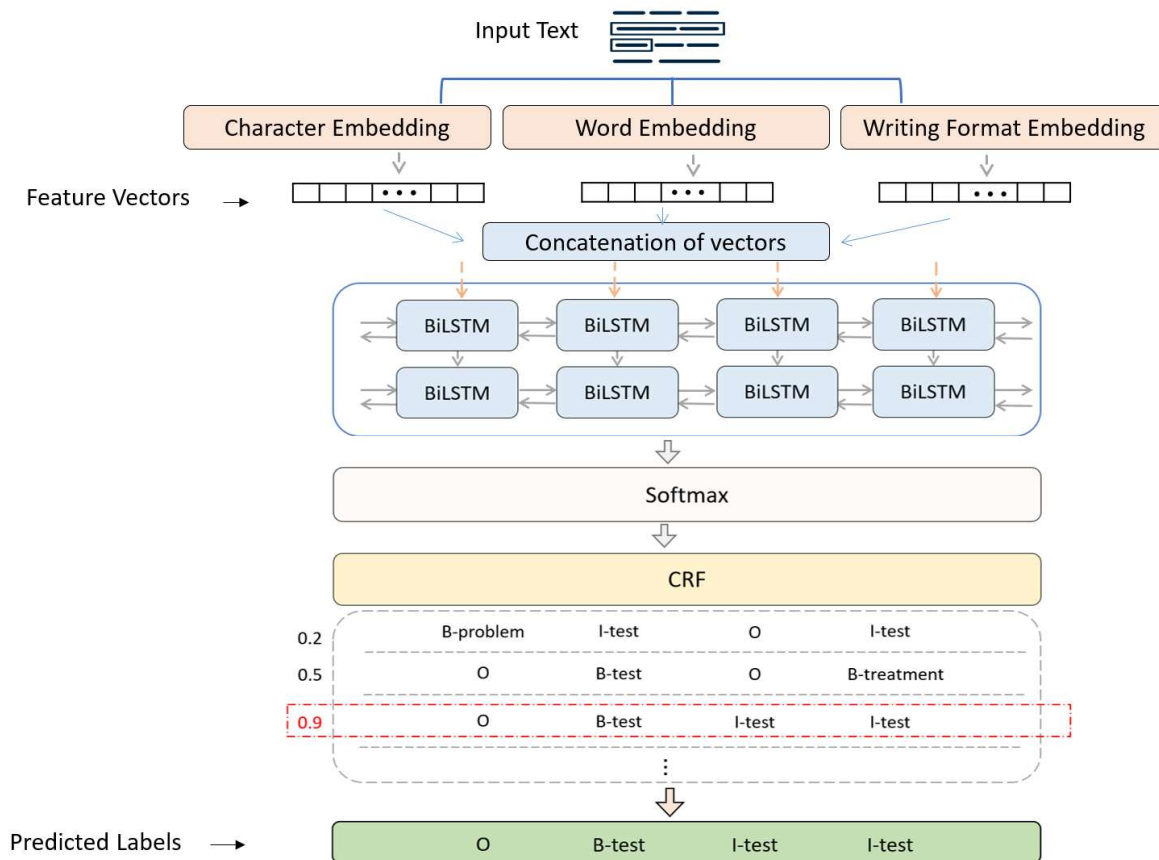 Input Text
Character Embedding Word Embedding Writing Format Embedding
Feature Vectors
Concatenation of vectors
BiLSTM BiLSTM BiLSTM BiLSTM
BiLSTM BiLSTM BiLSTM BiLSTM
Softmax
CRF
0.2 B-problem I-test O I-test
0.5 O B-test O B-treatment
0.9 O B-test I-test I-test
Predicted Labels O B-test I-test I-test